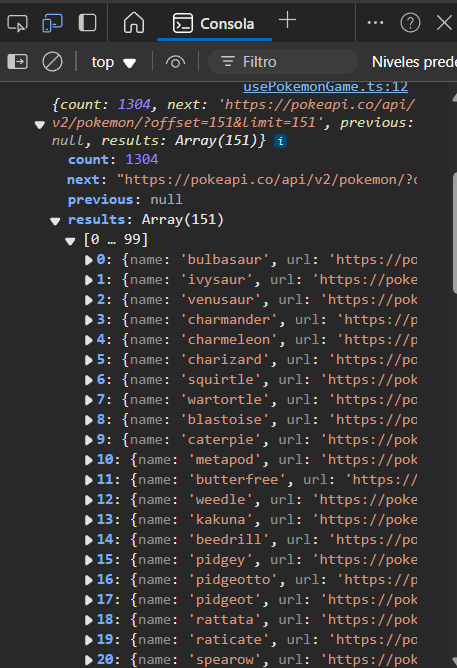 Consola
top
Filtro
Niveles prede
usePokemonGame.ts:12
{count: 1304, next: 'https://pokeapi.co/api/
v2/pokemon/?offset=151&limit=151', previous:
null, results: Array(151)} i
count: 1304
next: "https://pokeapi.co/api/v2/pokemon/?o
previous: null
results: Array(151)
[0 … 99]
0: {name: 'bulbasaur', url: 'https://po
1: {name: 'ivysaur', url: 'https://poke
2: {name: 'venusaur', url: 'https://pok
3: {name: 'charmander', url: 'https://p
4: {name: 'charmeleon', url: 'https://p
5: {name: 'charizard', url: 'https://po
6: {name: 'squirtle', url: 'https://pok
7: {name: 'wartortle', url: 'https://po
8: {name: 'blastoise', url: 'https://po
9: {name: 'caterpie', url: 'https://pok
10: {name: 'metapod', url: 'https://pok
11: {name: 'butterfree', url: 'https://
12: {name: 'weedle', url: 'https://poke
13: {name: 'kakuna', url: 'https://poke
14: {name: 'beedrill', url: 'https://po
15: {name: 'pidgey', url: 'https://poke
16: {name: 'pidgeotto', url: 'https://p
17: {name: 'pidgeot', url: 'https://pok
18: {name: 'rattata', url: 'https://pok
19: {name: 'raticate', url: 'https://po
20: {name: 'spearow', url: 'https://pok